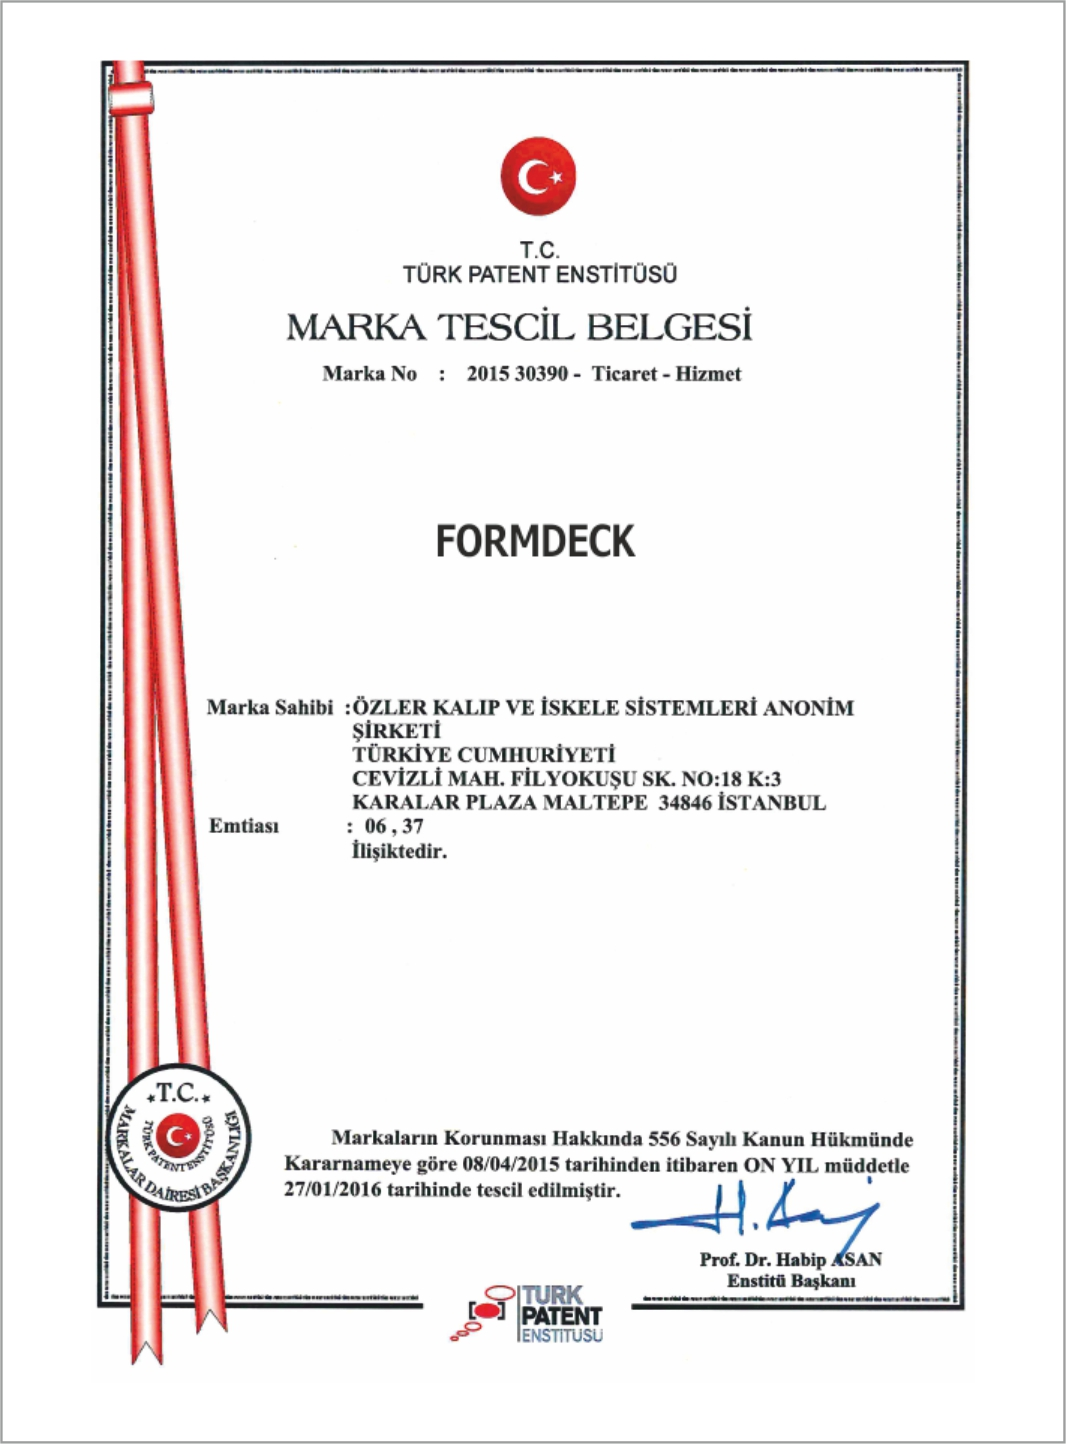 T.C.
TÜRK PATENT ENSTİTÜSÜ
MARKA TESCİL BELGESİ
Marka No : 2015 30390 - Ticaret - Hizmet
FORMDECK
Marka Sahibi :ÖZLER KALIP VE İSKELE SİSTEMLERİ ANONİM
ŞİRKETİ
TÜRKİYE CUMHURİYETİ
CEVİZLİ MAH. FİLYOKUŞU SK. NO:18 K:3
KARALAR PLAZA MALTEPE 34846 İSTANBUL
Emtiası : 06 , 37
İlişiktedir.
T.C.
TÜRK PATENT ENSTİTÜSÜ
MARKALAR DAİRESİ BAŞKANLIĞI
Markaların Korunması Hakkında 556 Sayılı Kanun Hükmünde
Kararnameye göre 08/04/2015 tarihinden itibaren ON YIL müddetle
27/01/2016 tarihinde tescil edilmiştir.
H. Asan
Prof. Dr. Habip ASAN
Enstitü Başkanı
TURK
PATENT
ENSTITUSU